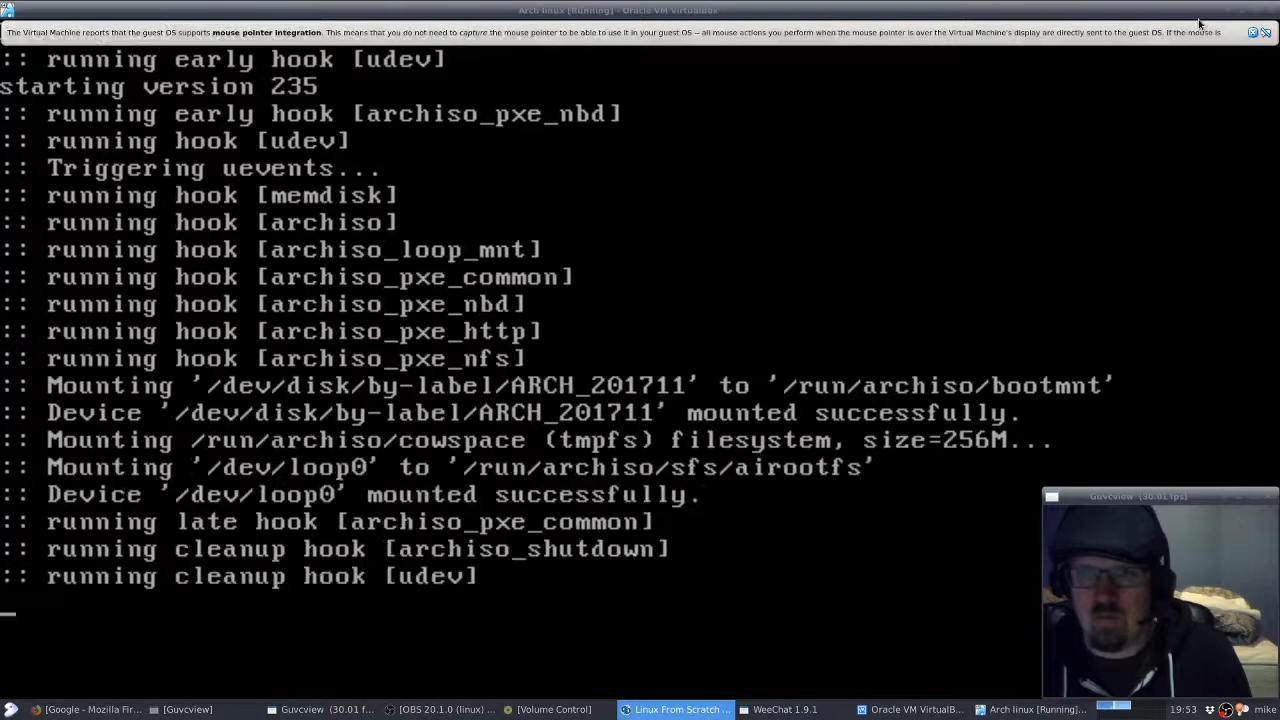 Arch linux [Running] - Oracle VM VirtualBox
The Virtual Machine reports that the guest OS supports mouse pointer integration. This means that you do not need to capture the mouse pointer to be able to use it in your guest OS -- all mouse actions you perform when the mouse pointer is over the Virtual Machine's display are directly sent to the guest OS. If the mouse is
:: running early hook [udev]
starting version 235
:: running early hook [archiso_pxe_nbd]
:: running hook [udev]
:: Triggering uevents...
:: running hook [memdisk]
:: running hook [archiso]
:: running hook [archiso_loop_mnt]
:: running hook [archiso_pxe_common]
:: running hook [archiso_pxe_nbd]
:: running hook [archiso_pxe_http]
:: running hook [archiso_pxe_nfs]
:: Mounting '/dev/disk/by-label/ARCH_201711' to '/run/archiso/bootmnt'
:: Device '/dev/disk/by-label/ARCH_201711' mounted successfully.
:: Mounting /run/archiso/cowspace (tmpfs) filesystem, size=256M...
:: Mounting '/dev/loop0' to '/run/archiso/sfs/airootfs'
:: Device '/dev/loop0' mounted successfully.
:: running late hook [archiso_pxe_common]
:: running cleanup hook [archiso_shutdown]
:: running cleanup hook [udev]
Guvcview (30.01 fps)
[Google - Mozilla Fir...
[Guvcview]
Guvcview (30.01 f...
[OBS 20.1.0 (linux) ...
[Volume Control]
Linux From Scratch ...
WeeChat 1.9.1
Oracle VM VirtualB...
Arch linux [Running]...
19:53
mike